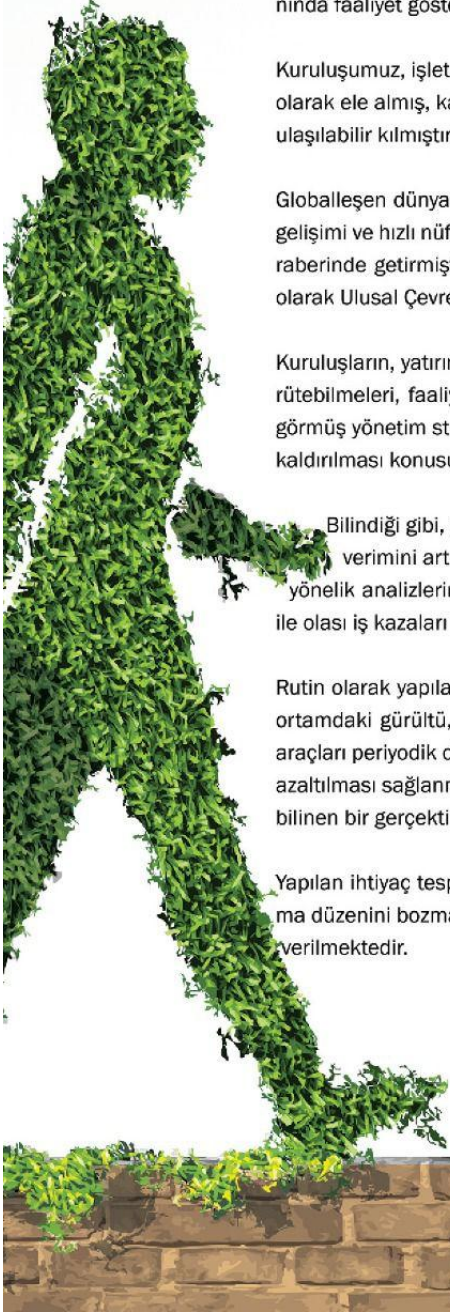 nında faaliyet göste
Kuruluşumuz, işlet
olarak ele almış, ka
ulaşılabilir kılmıştır
Globalleşen dünya
gelişimi ve hızlı nüf
raberinde getirmiş
olarak Ulusal Çevre
Kuruluşların, yatırı
rütebilmeleri, faaliy
görmüş yönetim st
kaldırılması konusu
Bilindiği gibi,
verimini art
yönelik analizleri
ile olası iş kazaları
Rutin olarak yapıla
ortamdaki gürültü,
araçları periyodik o
azaltılması sağlanı
bilinen bir gerçekti
Yapılan ihtiyaç tesp
ma düzenini bozma
verilmektedir.